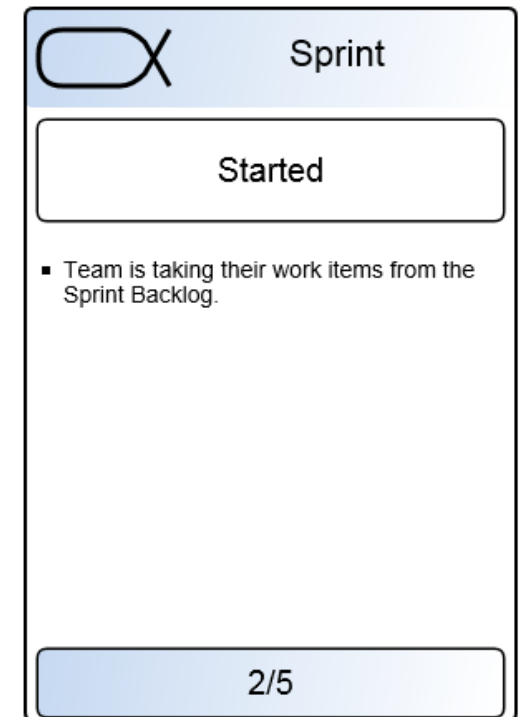 Sprint
Started
▪ Team is taking their work items from the
Sprint Backlog.
2/5